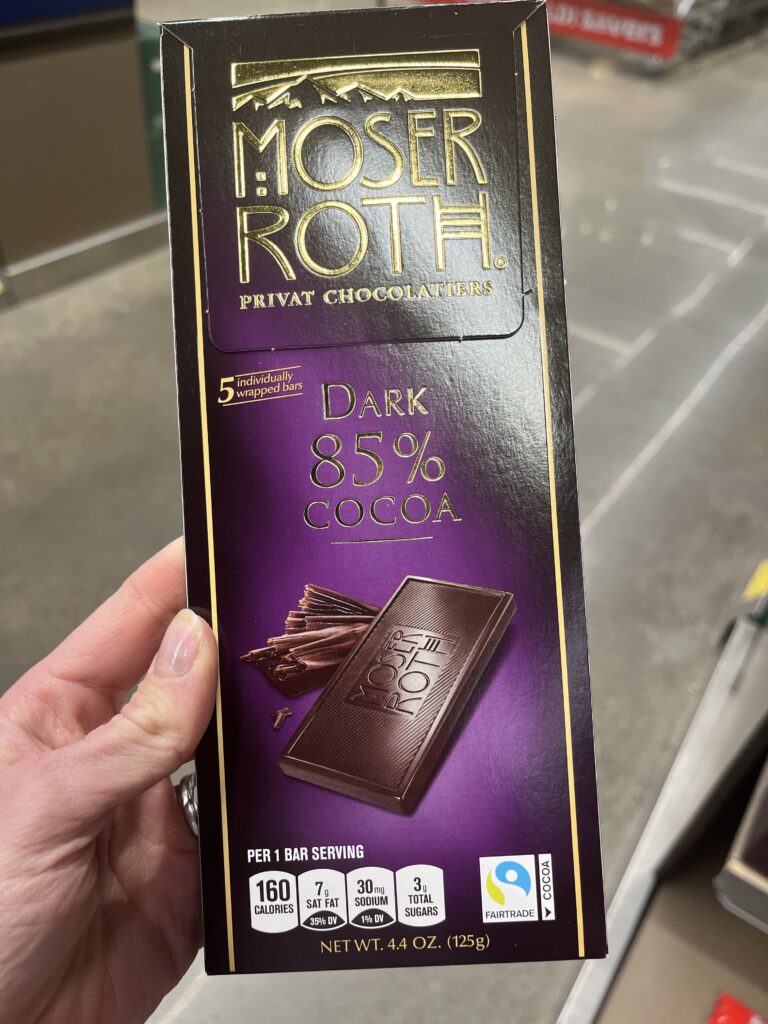 MOSER
ROTH®
PRIVAT CHOCOLATIERS
5 individually
wrapped bars
DARK
85%
COCOA
MOSER
ROTH
PER 1 BAR SERVING
160
CALORIES
7g
SAT FAT
35% DV
30mg
SODIUM
1% DV
3g
TOTAL
SUGARS
FAIRTRADE
COCOA
NET WT. 4.4 OZ. (125g)